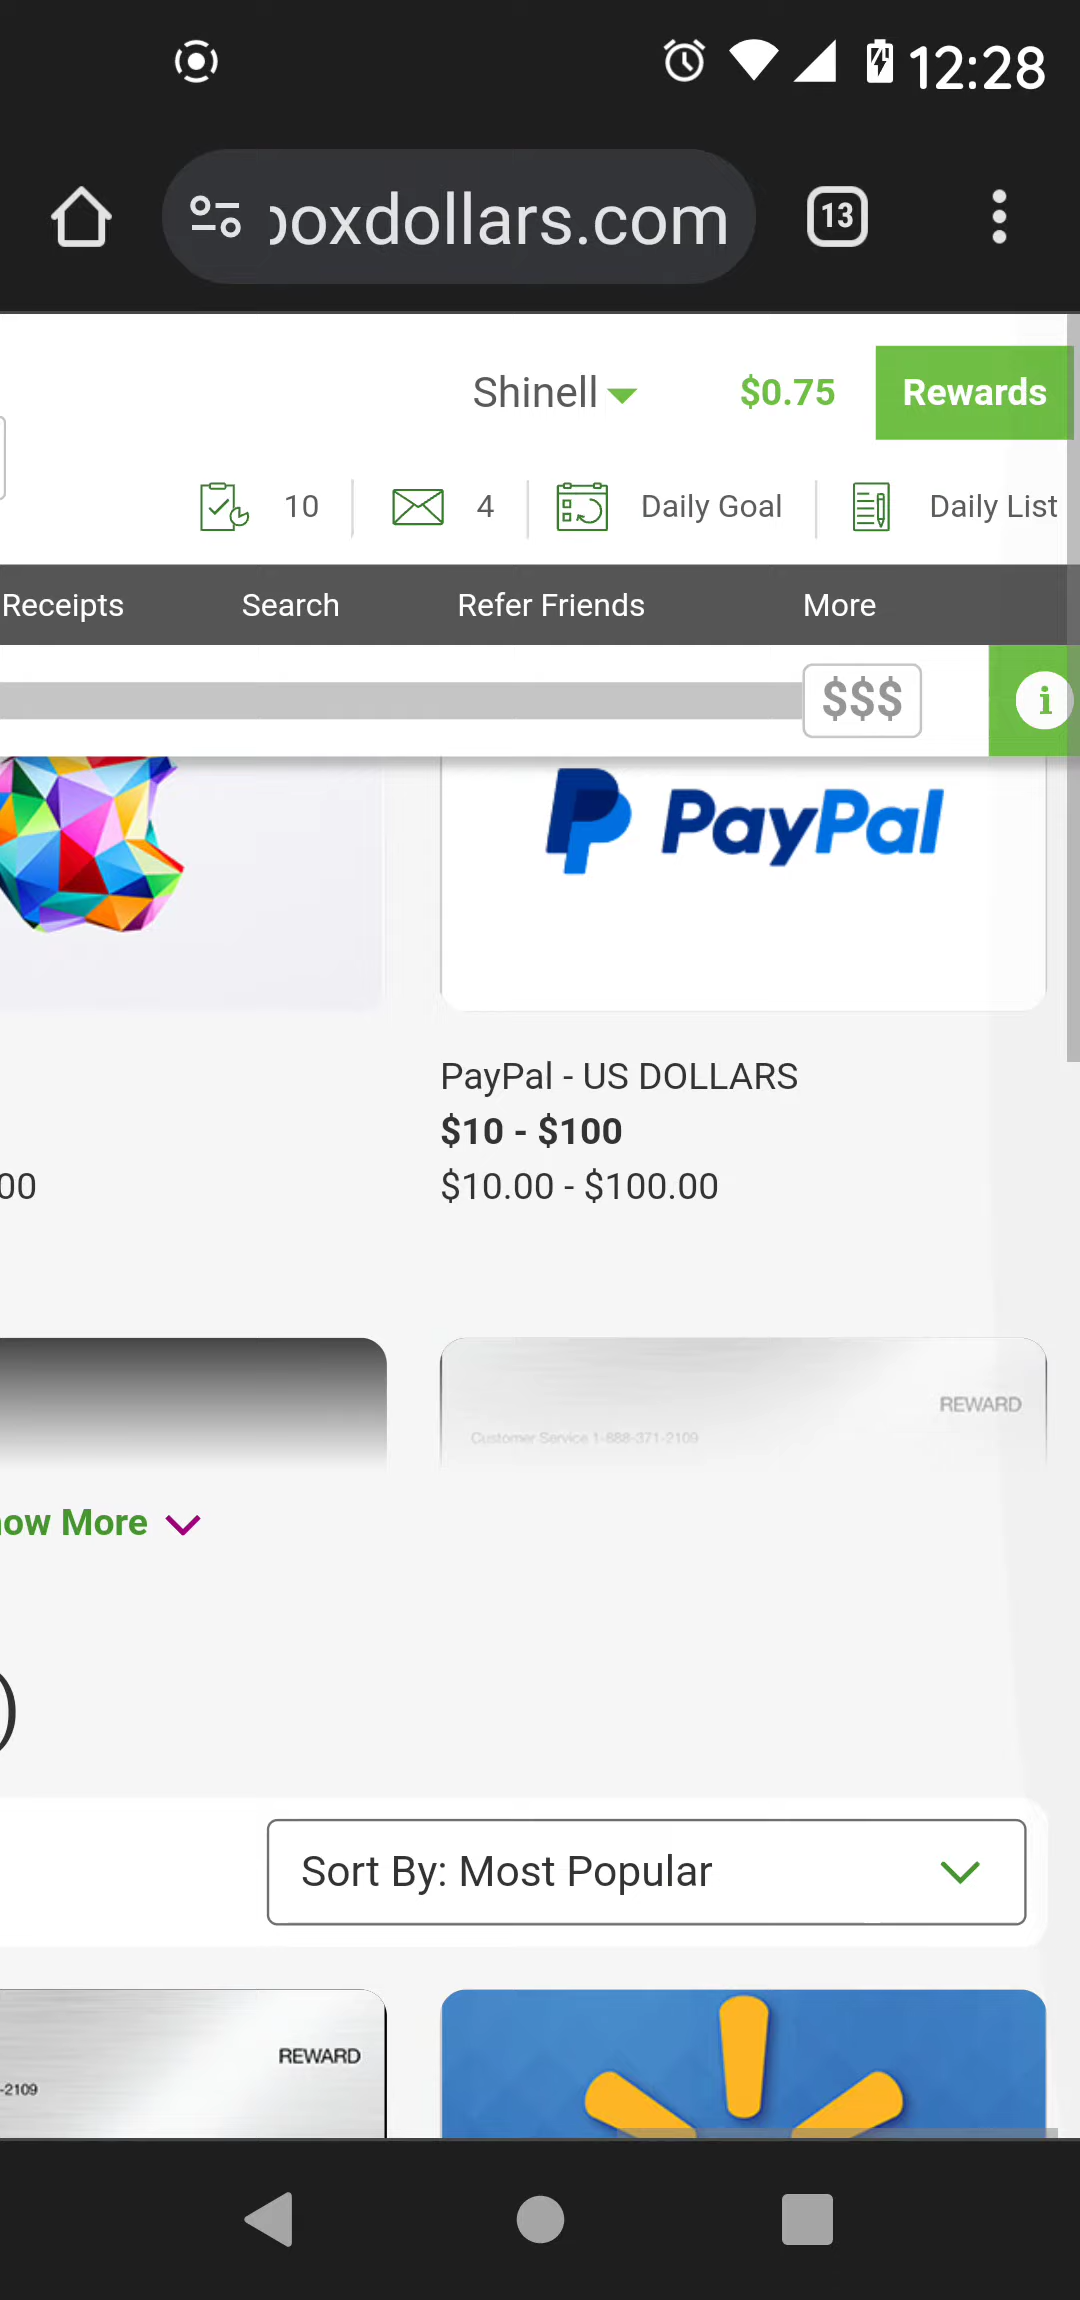 12:28
boxdollars.com
13
Shinell
$0.75
Rewards
10
4
Daily Goal
Daily List
Receipts
Search
Refer Friends
More
$$$
i
PayPal
PayPal - US DOLLARS
$10 - $100
00
$10.00 - $100.00
REWARD
Customer Service 1-888-371-2109
ow More
)
Sort By: Most Popular
REWARD
-2109